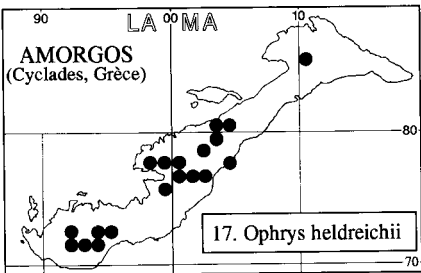 90 00 10
LA MA
AMORGOS
(Cyclades, Grèce)
80
17. Ophrys heldreichii
70